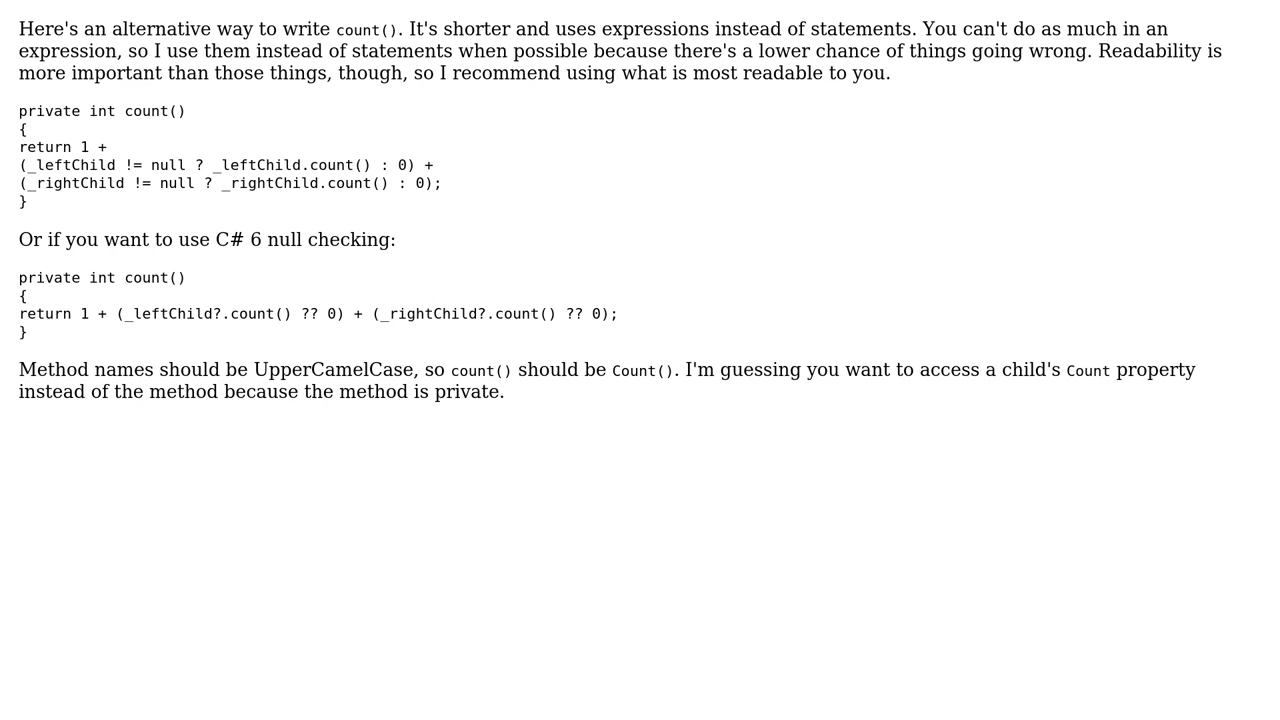 Here's an alternative way to write count(). It's shorter and uses expressions instead of statements. You can't do as much in an
expression, so I use them instead of statements when possible because there's a lower chance of things going wrong. Readability is
more important than those things, though, so I recommend using what is most readable to you.
private int count()
{
return 1 +
(_leftChild != null ? _leftChild.count() : 0) +
(_rightChild != null ? _rightChild.count() : 0);
}
Or if you want to use C# 6 null checking:
private int count()
{
return 1 + (_leftChild?.count() ?? 0) + (_rightChild?.count() ?? 0);
}
Method names should be UpperCamelCase, so count() should be Count(). I'm guessing you want to access a child's Count property
instead of the method because the method is private.